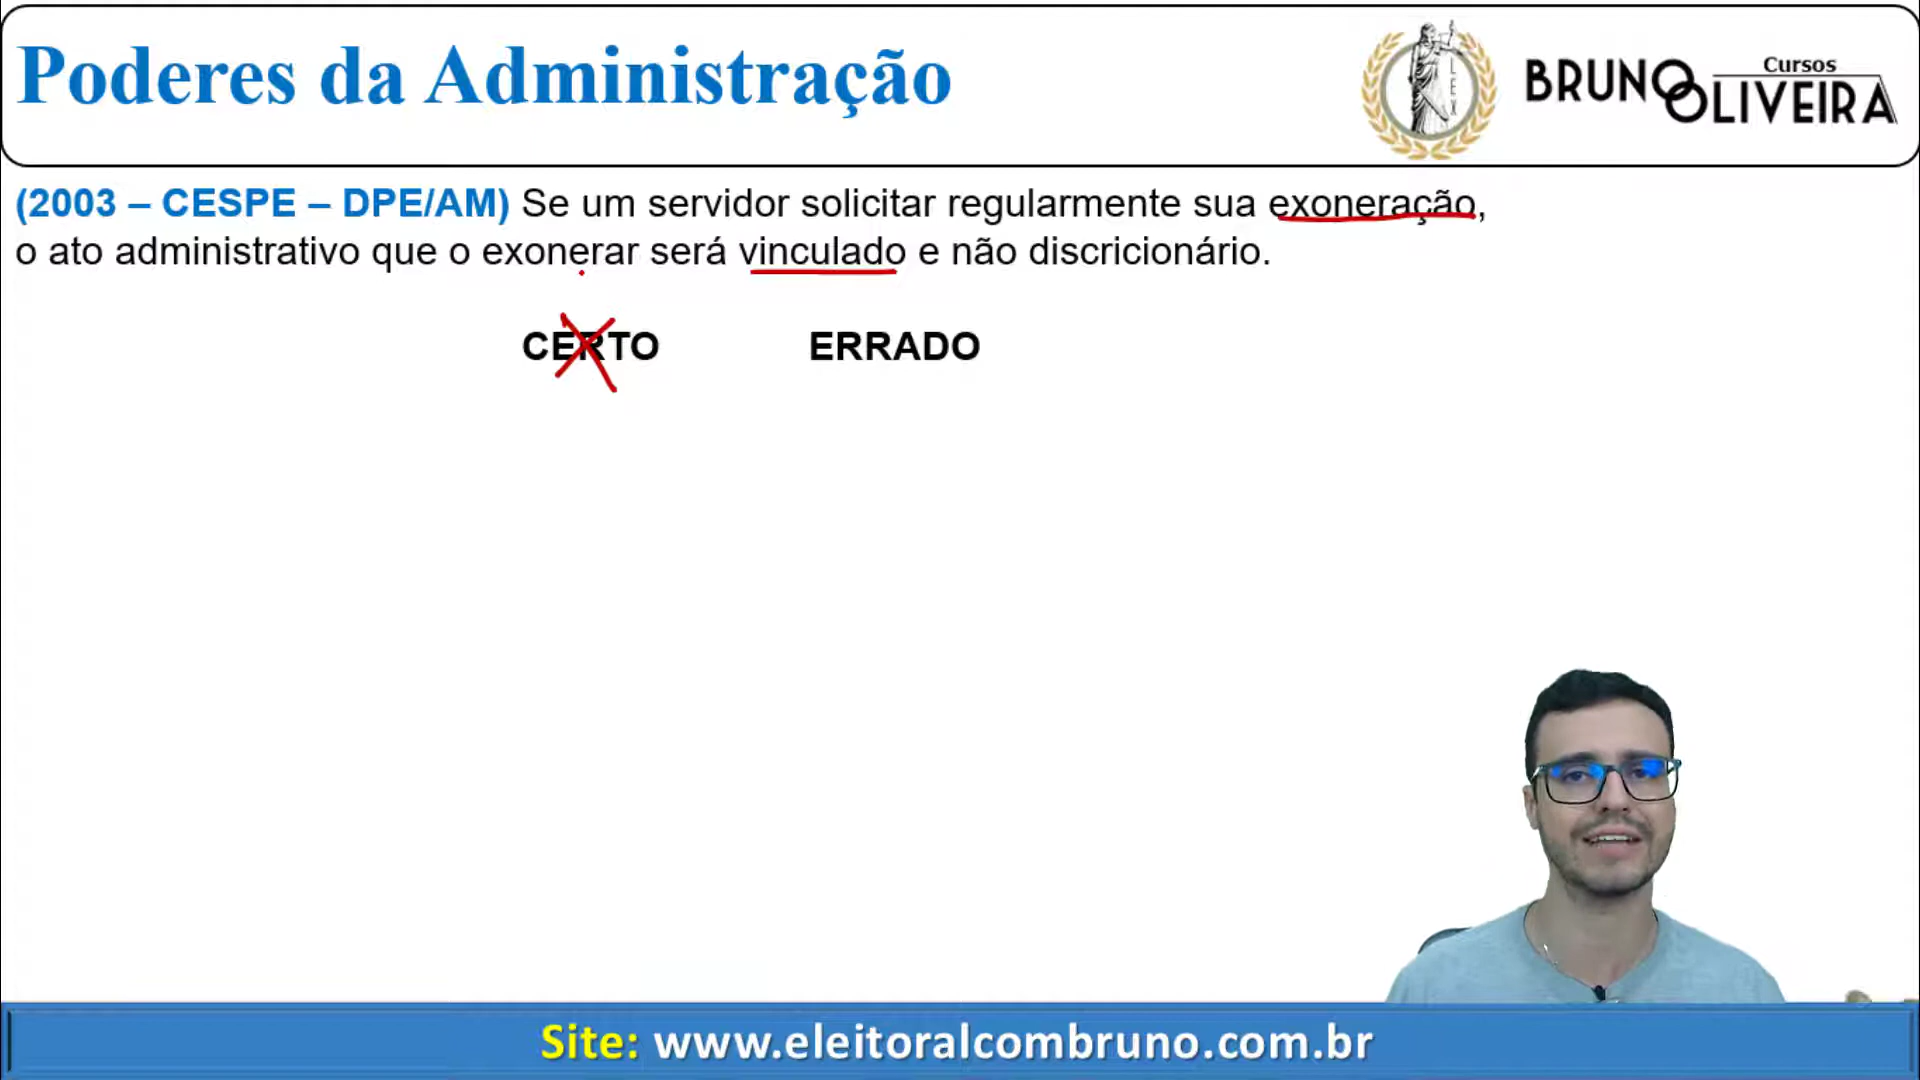 Poderes da Administração
Cursos
BRUNO OLIVEIRA
(2003 – CESPE – DPE/AM) Se um servidor solicitar regularmente sua exoneração,
o ato administrativo que o exonerar será vinculado e não discricionário.
CERTO ERRADO
Site: www.eleitoralcombruno.com.br